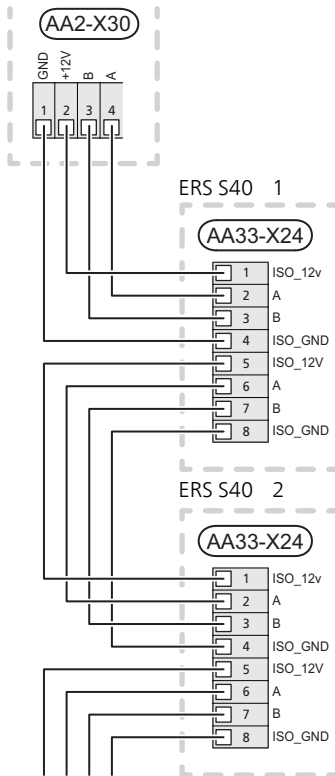 AA2-X30
GND +12V B A
1 2 3 4
ERS S40 1
AA33-X24
1 ISO_12v
2 A
3 B
4 ISO_GND
5 ISO_12V
6 A
7 B
8 ISO_GND
ERS S40 2
AA33-X24
1 ISO_12v
2 A
3 B
4 ISO_GND
5 ISO_12V
6 A
7 B
8 ISO_GND